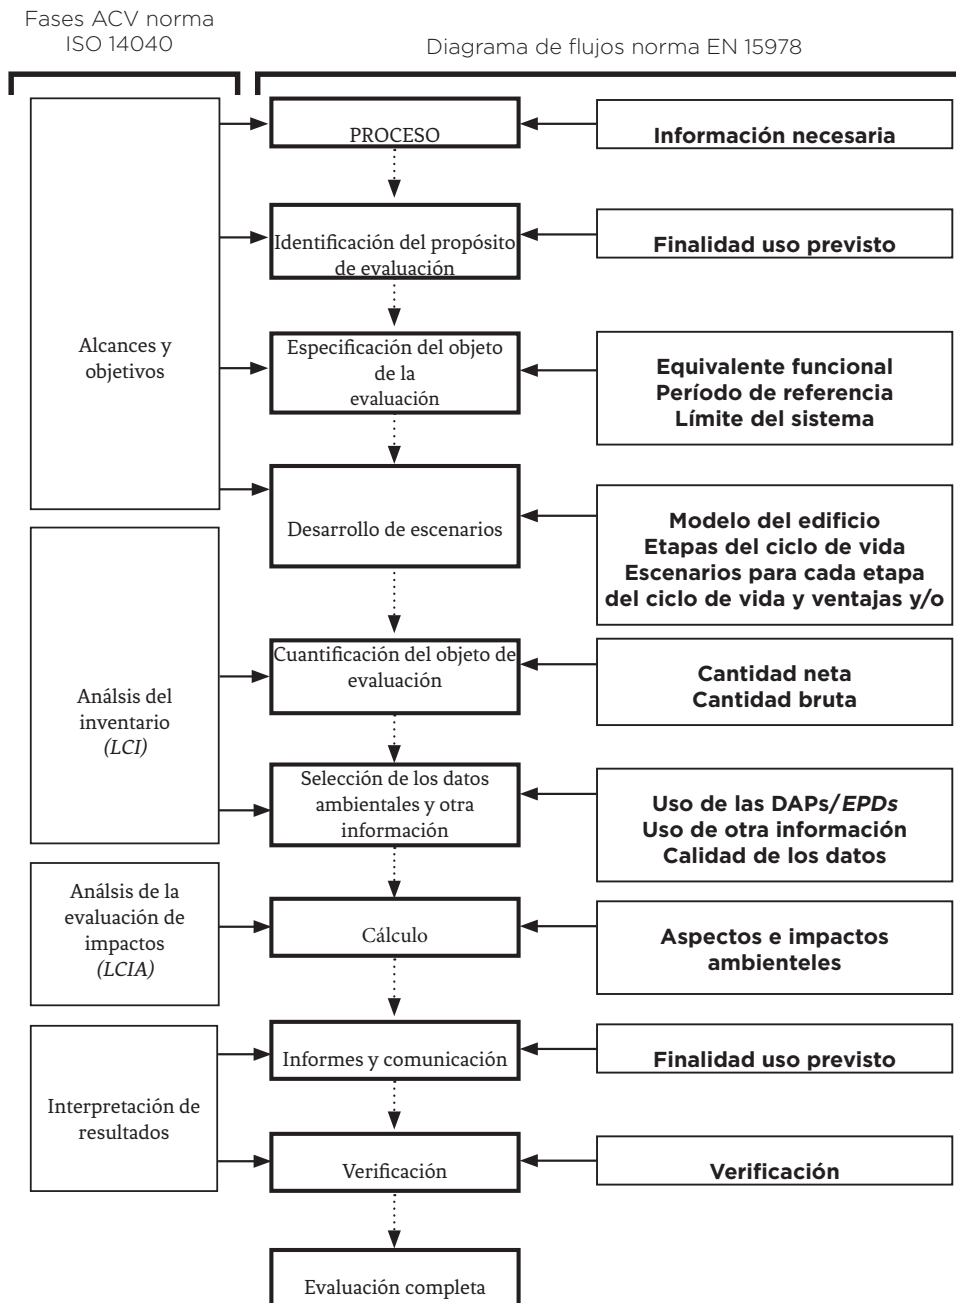 Fases ACV norma
ISO 14040
Diagrama de flujos norma EN 15978
PROCESO
Información necesaria
Identificación del propósito
de evaluación
Finalidad uso previsto
Alcances y
objetivos
Especificación del objeto
de la
evaluación
Equivalente funcional
Período de referencia
Límite del sistema
Desarrollo de escenarios
Modelo del edificio
Etapas del ciclo de vida
Escenarios para cada etapa
del ciclo de vida y ventajas y/o
Análsis del
inventario
(LCI)
Cuantificación del objeto de
evaluación
Cantidad neta
Cantidad bruta
Selección de los datos
ambientales y otra
información
Uso de las DAPs/EPDs
Uso de otra información
Calidad de los datos
Análsis de la
evaluación de
impactos
(LCIA)
Cálculo
Aspectos e impactos
ambienteles
Interpretación de
resultados
Informes y comunicación
Finalidad uso previsto
Verificación
Verificación
Evaluación completa